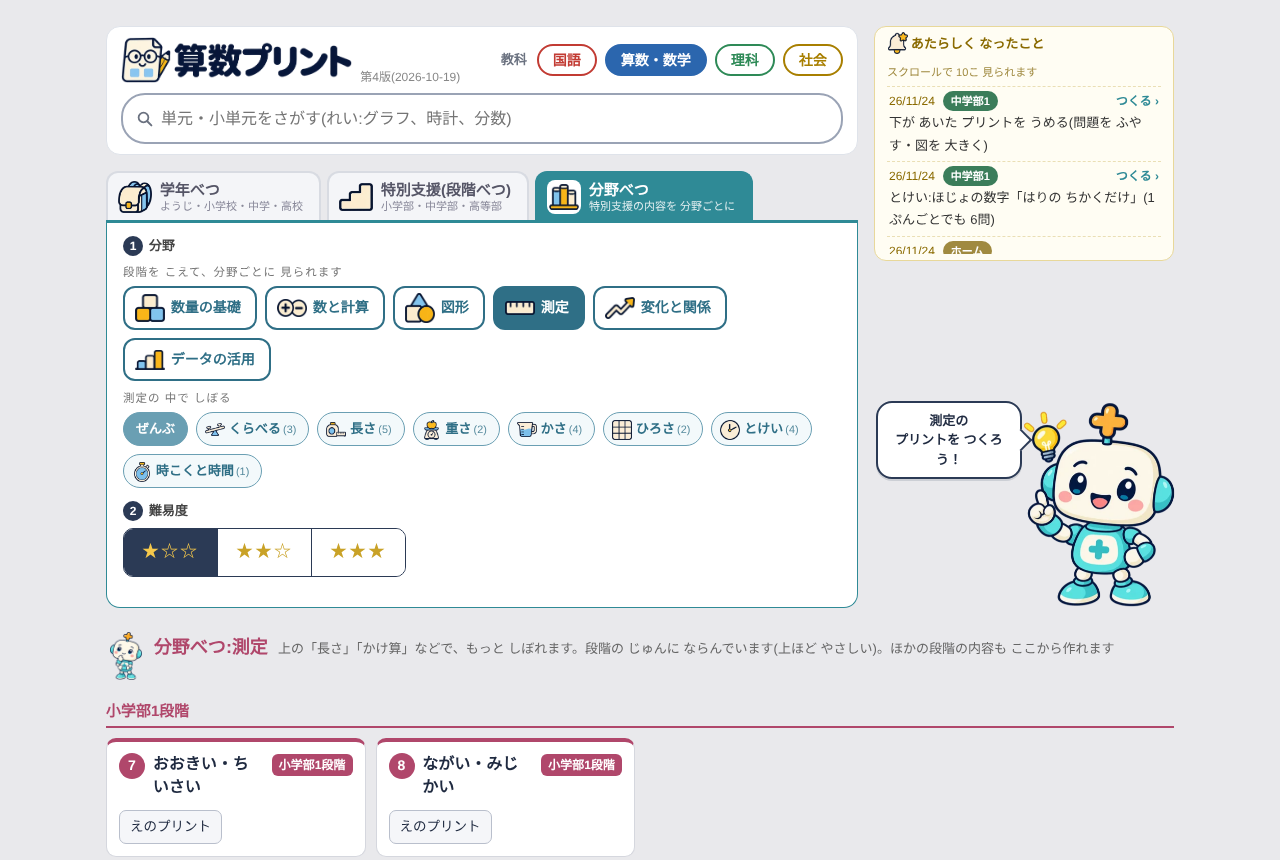 算数プリント
第4版(2026-10-19)
教科
国語
算数・数学
理科
社会
単元・小単元をさがす(れい:グラフ、時計、分数)
あたらしく なったこと
スクロールで 10こ 見られます
26/11/24 中学部1 つくる ›
下が あいた プリントを うめる(問題を ふや
す・図を 大きく)
26/11/24 中学部1 つくる ›
とけい:ほじょの数字「はりの ちかくだけ」(1
ぷんごとでも 6問)
26/11/24 ホーム
学年べつ
ようじ・小学校・中学・高校
特別支援(段階べつ)
小学部・中学部・高等部
分野べつ
特別支援の内容を 分野ごとに
1 分野
段階を こえて、分野ごとに 見られます
数量の基礎
数と計算
図形
測定
変化と関係
データの活用
測定の 中で しぼる
ぜんぶ
くらべる(3)
長さ(5)
重さ(2)
かさ(4)
ひろさ(2)
とけい(4)
時こくと時間(1)
2 難易度
★☆☆
★★☆
★★★
測定の
プリントを つくろ
う！
分野べつ:測定
上の「長さ」「かけ算」などで、もっと しぼれます。段階の じゅんに ならんでいます(上ほど やさしい)。ほかの段階の内容も ここから作れます
小学部1段階
7 おおきい・ち
いさい
小学部1段階
えのプリント
8 ながい・みじ
かい
小学部1段階
えのプリント